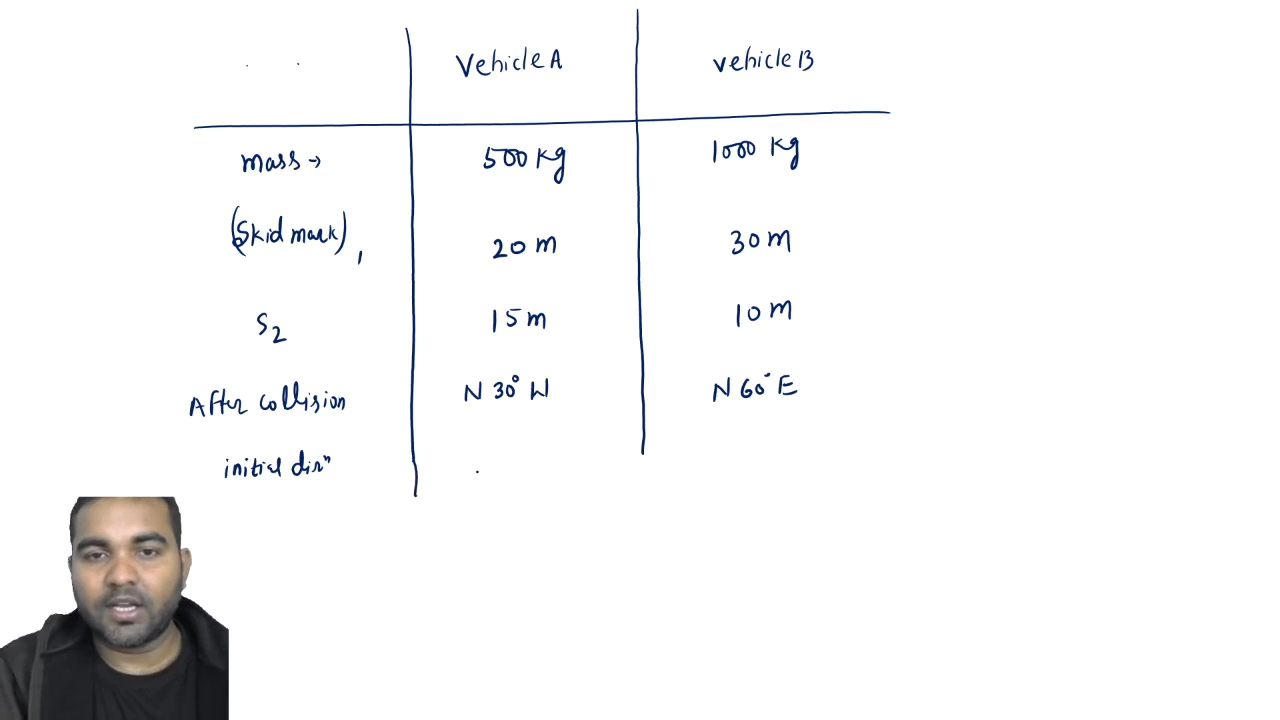 Vehicle A vehicle B
mass → 500 kg 1000 kg
(Skid mark)₁ 20 m 30 m
S₂ 15 m 10 m
After collision N 30° W N 60° E
initial dirⁿ